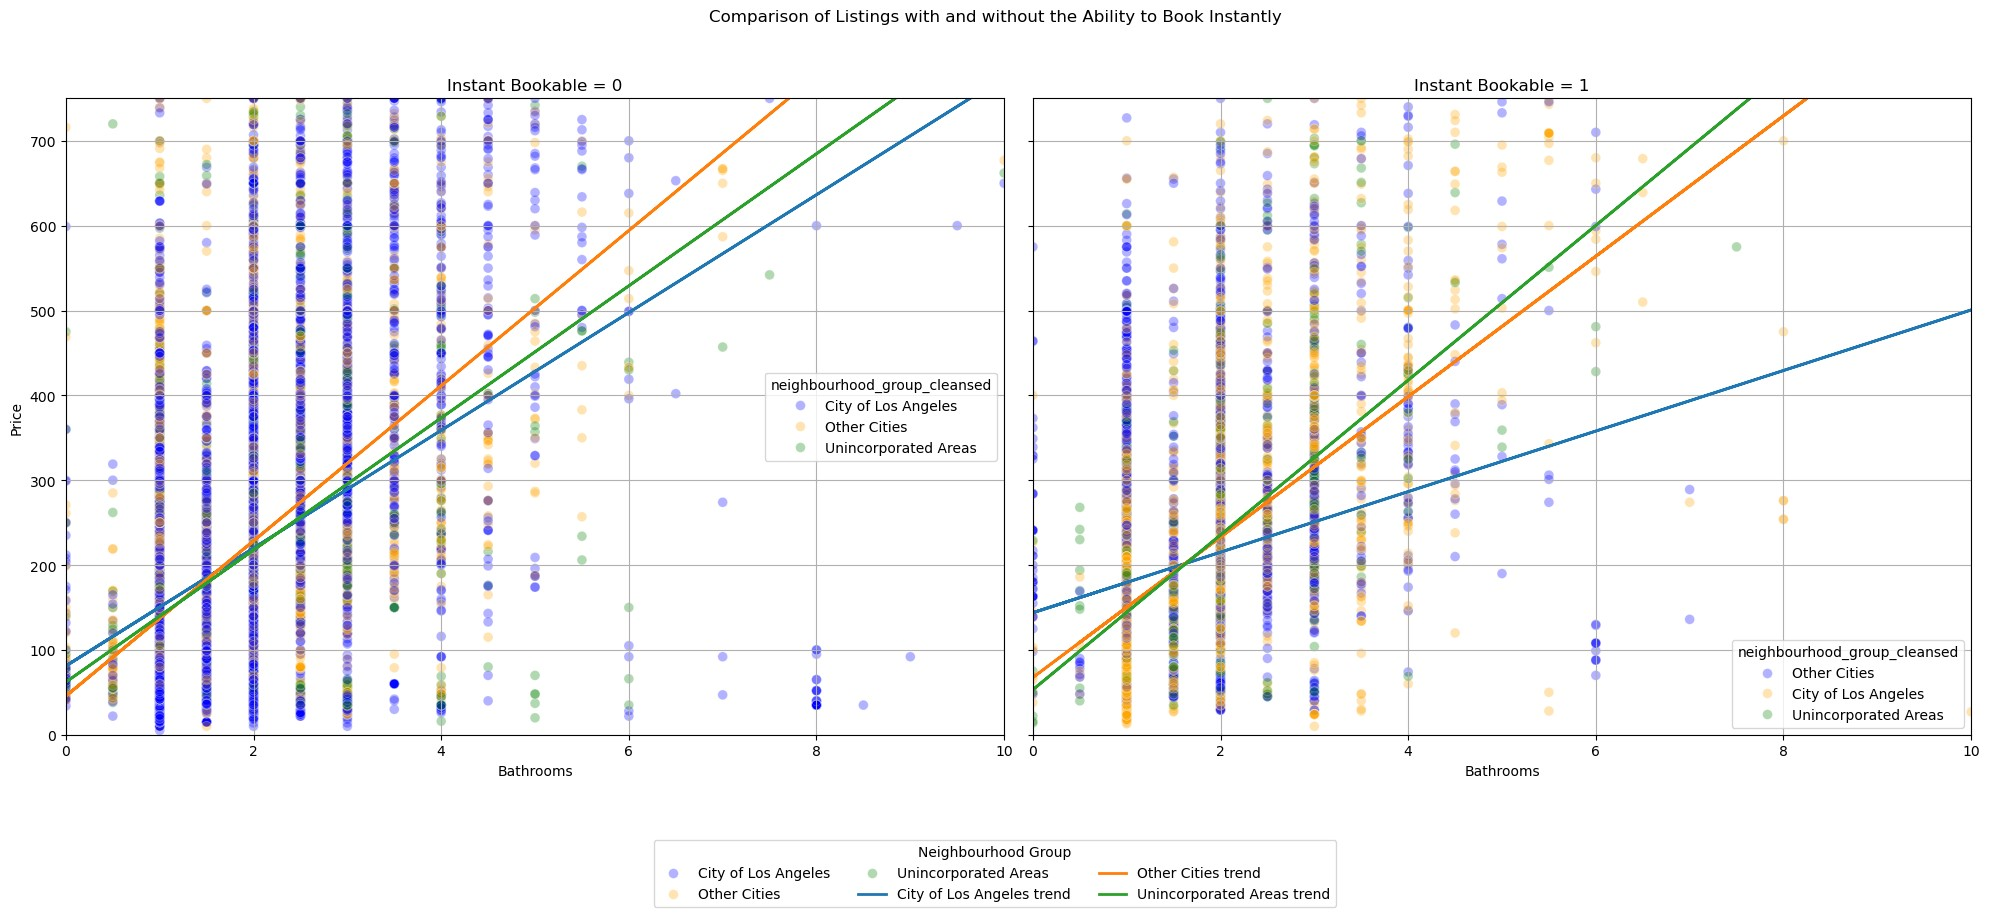 Comparison of Listings with and without the Ability to Book Instantly
Instant Bookable = 0
Price
700
600
500
400
300
200
100
0
0 2 4 6 8 10
Bathrooms
neighbourhood_group_cleansed
City of Los Angeles
Other Cities
Unincorporated Areas
Instant Bookable = 1
0 2 4 6 8 10
Bathrooms
neighbourhood_group_cleansed
Other Cities
City of Los Angeles
Unincorporated Areas
Neighbourhood Group
City of Los Angeles Unincorporated Areas Other Cities trend
Other Cities City of Los Angeles trend Unincorporated Areas trend